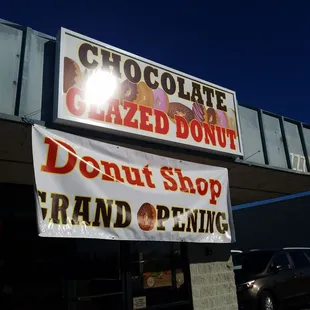 CHOCOLATE
GLAZED DONUT
Donut Shop
GRAND OPENING